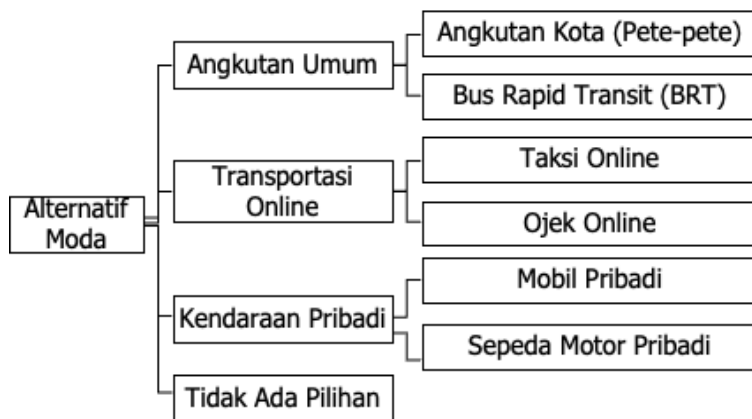 Alternatif
Moda
Angkutan Umum
Angkutan Kota (Pete-pete)
Bus Rapid Transit (BRT)
Transportasi
Online
Taksi Online
Ojek Online
Kendaraan Pribadi
Mobil Pribadi
Sepeda Motor Pribadi
Tidak Ada Pilihan